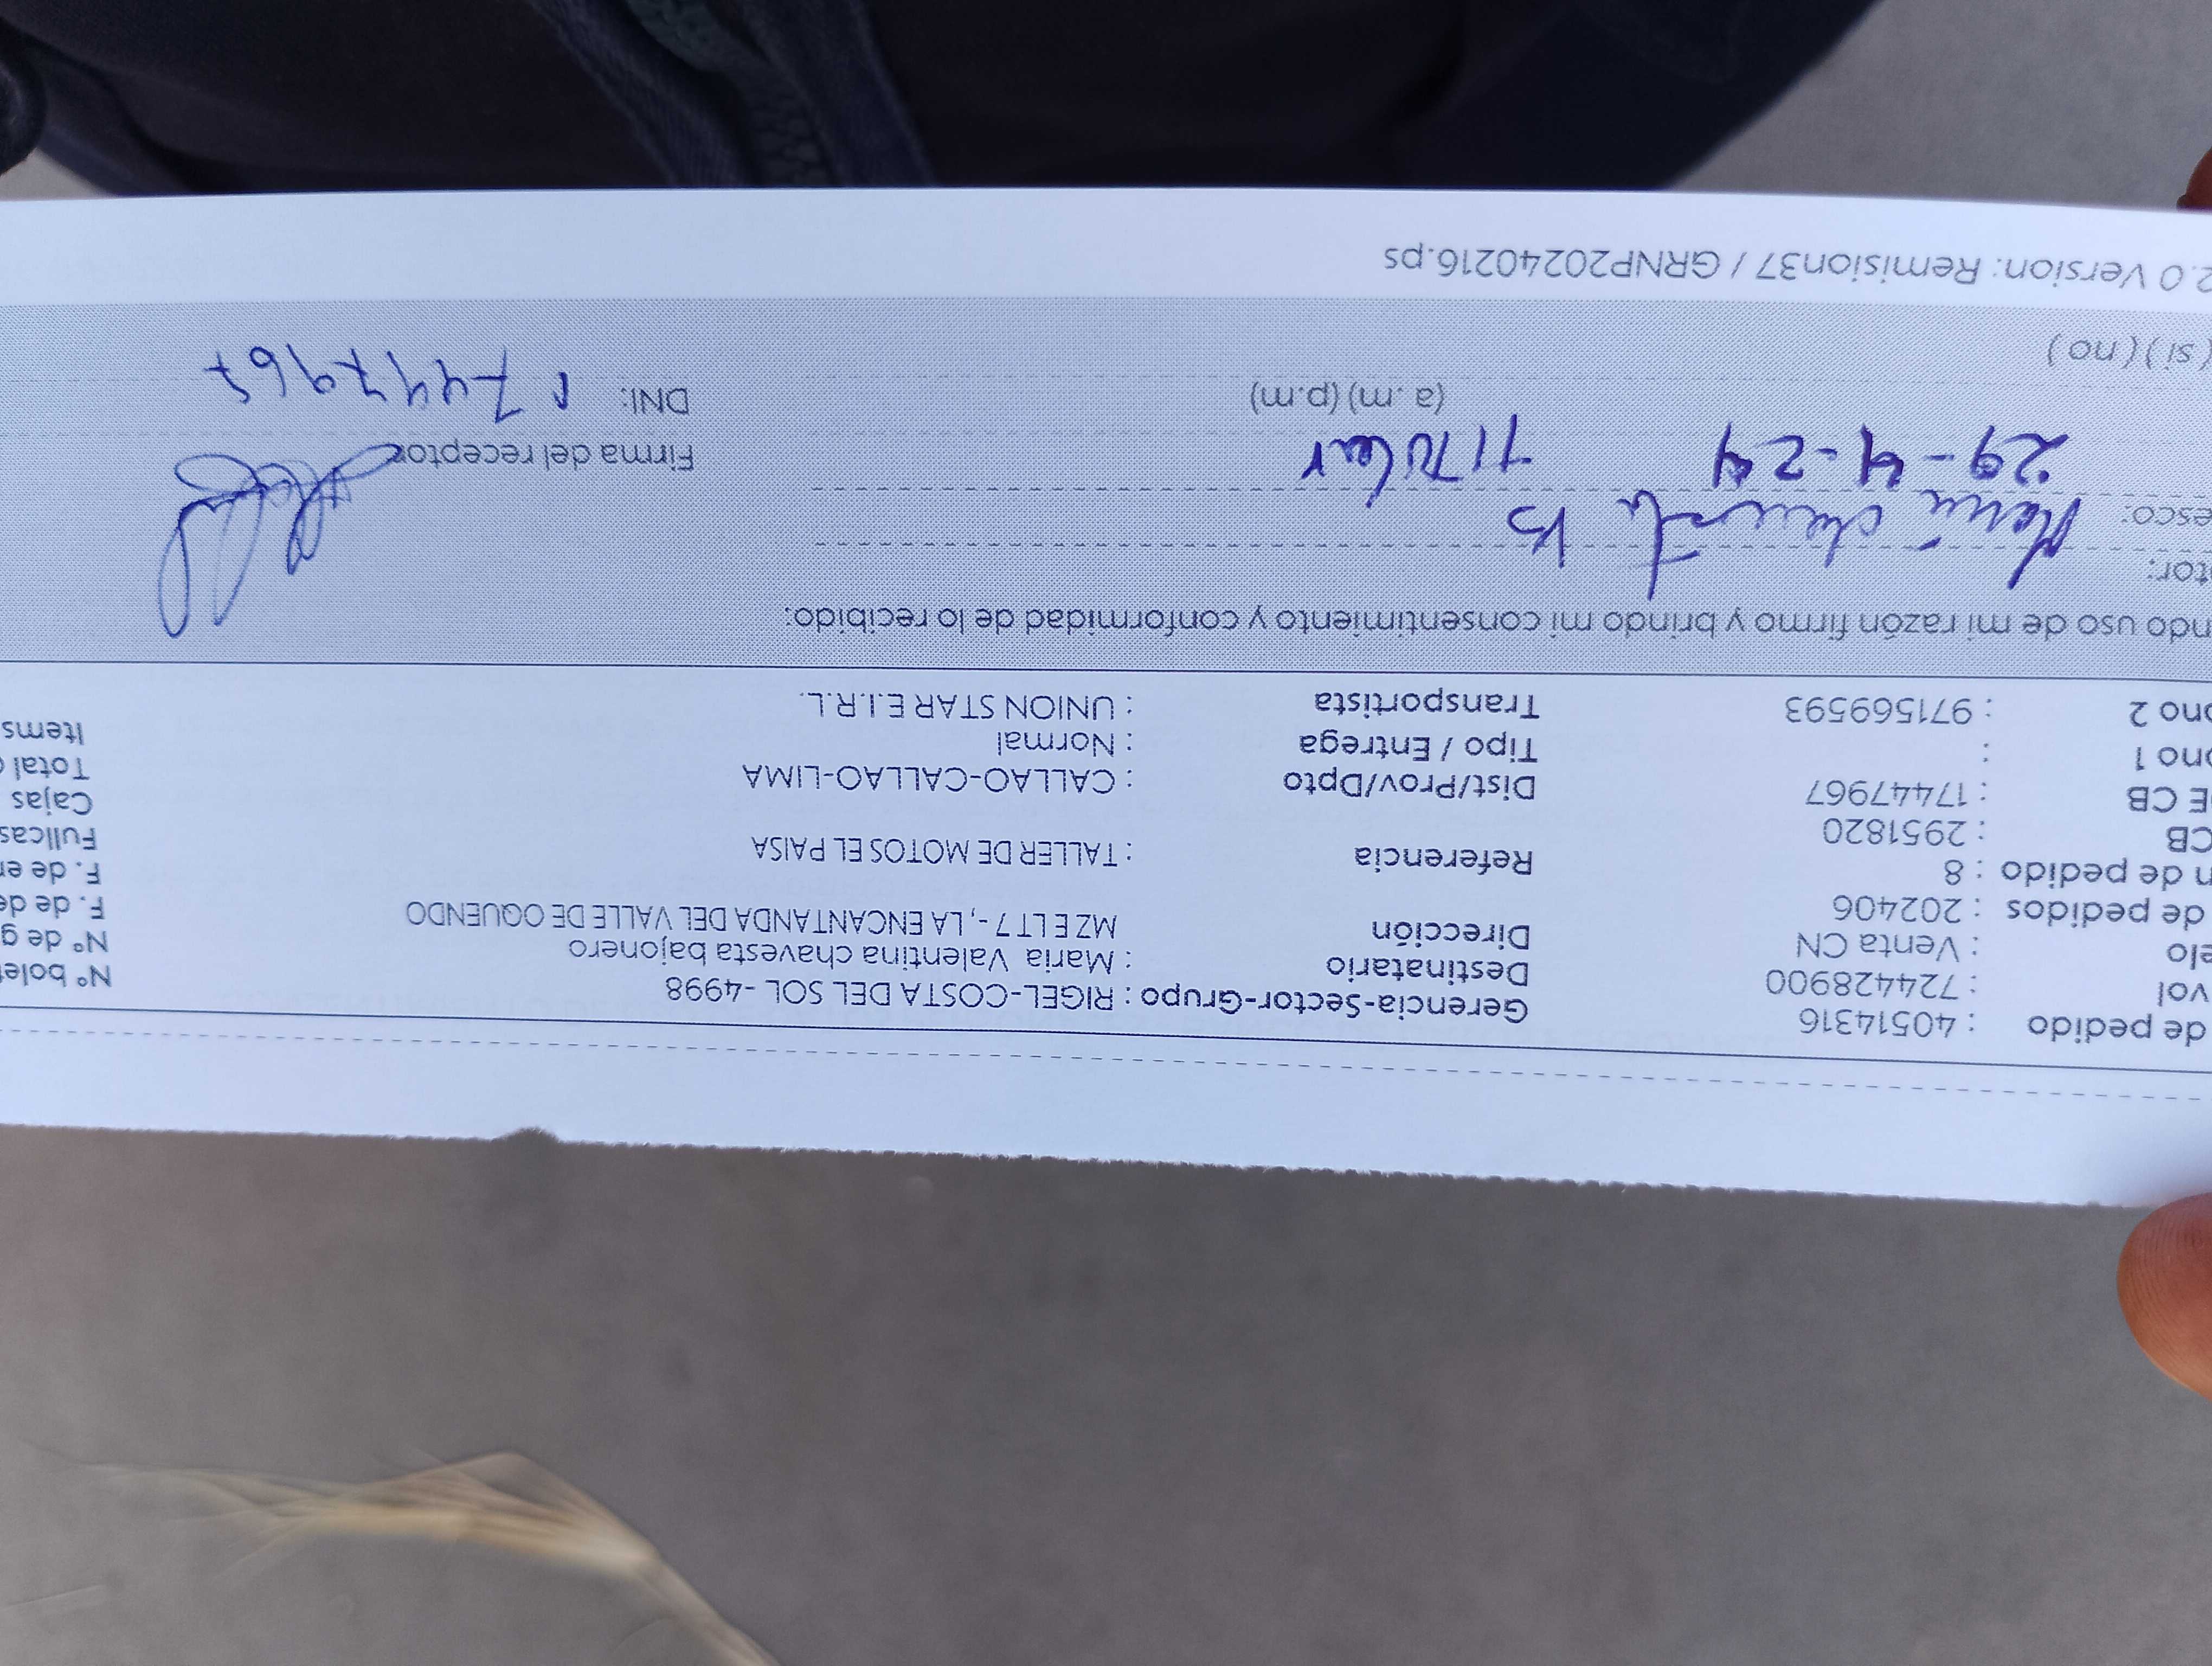 de pedido : 40514316 Gerencia-Sector-Grupo : RIGEL-COSTA DEL SOL -4998 N° bolet
vol : 724428900 Destinatario : Maria Valentina chavesta bajonero N° de g
elo : Venta CN Dirección MZ E LT 7 -, LA ENCANTANDA DEL VALLE DE OQUENDO F. de de
de pedidos : 202406 F. de en
n de pedido : 8 Referencia : TALLER DE MOTOS EL PAISA Fullcas
CB : 2951820 Cajas
E CB : 17447967 Dist/Prov/Dpto : CALLAO-CALLAO-LIMA Total
ono 1 : Tipo / Entrega : Normal Items
ono 2 : 971569593 Transportista : UNION STAR E.I.R.L.
ndo uso de mi razón firmo y brindo mi consentimiento y conformidad de lo recibido:
tor: Maria chavesta B
esco: Titular Firma del receptor
29-4-24 (a.m) (p.m) DNI: 17447967
(si) (no)
2.0 Version: Remision37 / GRNP20240216.ps